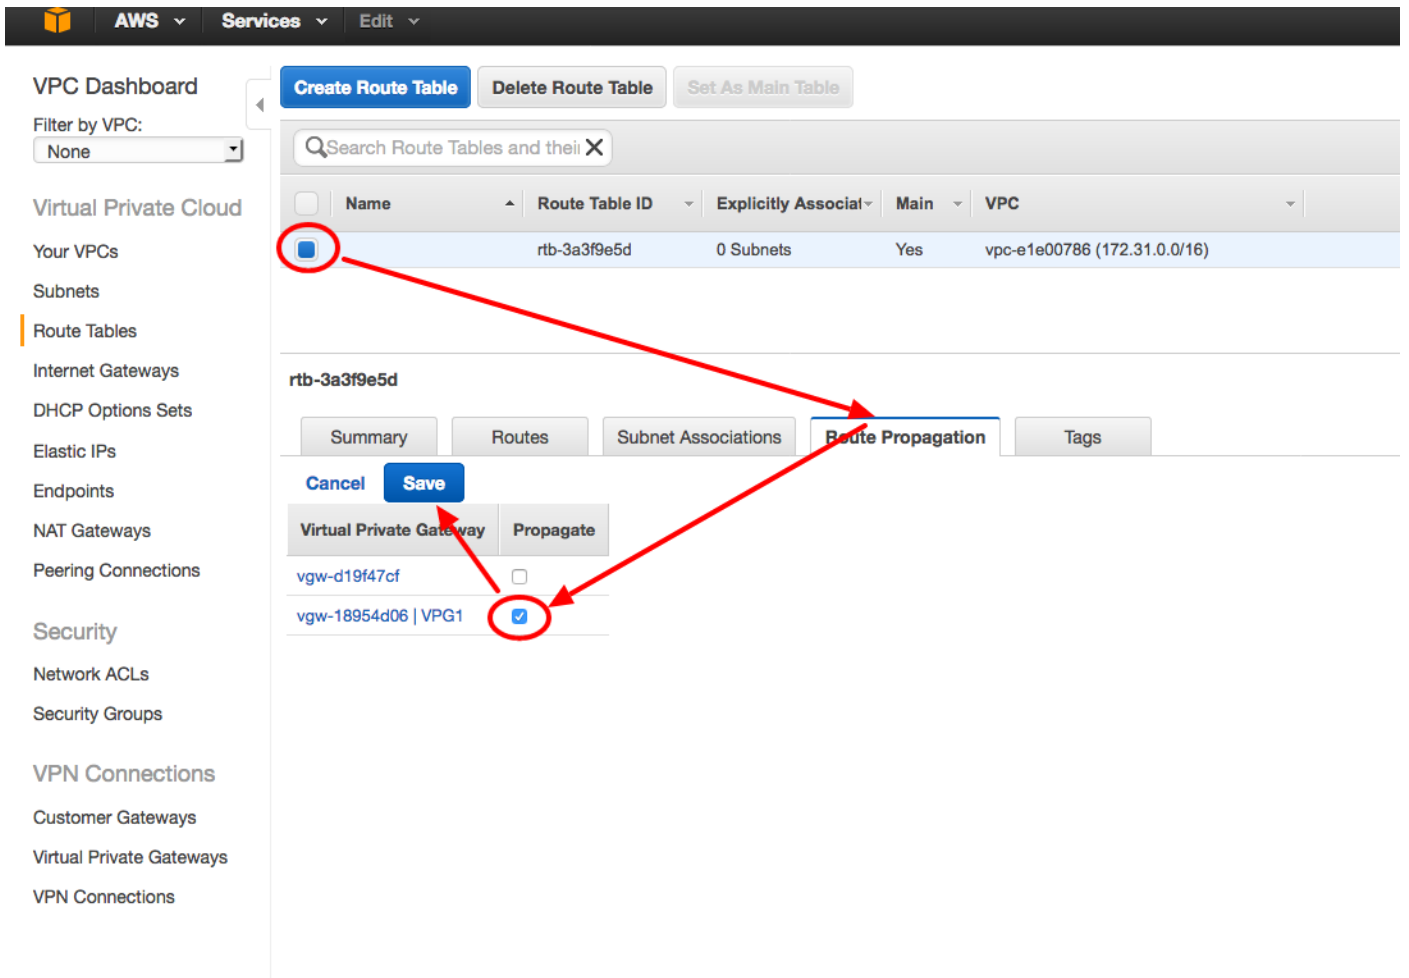 AWS Services Edit
VPC Dashboard
Filter by VPC:
None
Virtual Private Cloud
Your VPCs
Subnets
Route Tables
Internet Gateways
DHCP Options Sets
Elastic IPs
Endpoints
NAT Gateways
Peering Connections
Security
Network ACLs
Security Groups
VPN Connections
Customer Gateways
Virtual Private Gateways
VPN Connections
Create Route Table Delete Route Table Set As Main Table
Search Route Tables and their
Name Route Table ID Explicitly Associat Main VPC
rtb-3a3f9e5d 0 Subnets Yes vpc-e1e00786 (172.31.0.0/16)
rtb-3a3f9e5d
Summary Routes Subnet Associations Route Propagation Tags
Cancel Save
Virtual Private Gateway Propagate
vgw-d19f47cf
vgw-18954d06 | VPG1